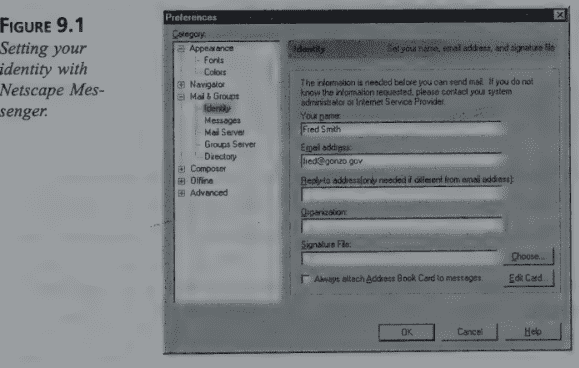 FIGURE 9.1
Setting your
identity with
Netscape Mes-
senger.
Preferences
Category:
Appearance
Fonts
Colors
Navigator
Mail & Groups
Identity
Messages
Mail Server
Groups Server
Directory
Composer
Offline
Advanced
Identity Set your name, email address, and signature file
This information is needed before you can send mail. If you do not
know the information requested, please contact your system
administrator or Internet Service Provider.
Your name:
Fred Smith
Email address:
fred@gonzo.gov
Reply-to address(only needed if different from email address):
Organization:
Signature File:
Choose...
Always attach Address Book Card to messages. Edit Card...
OK Cancel Help